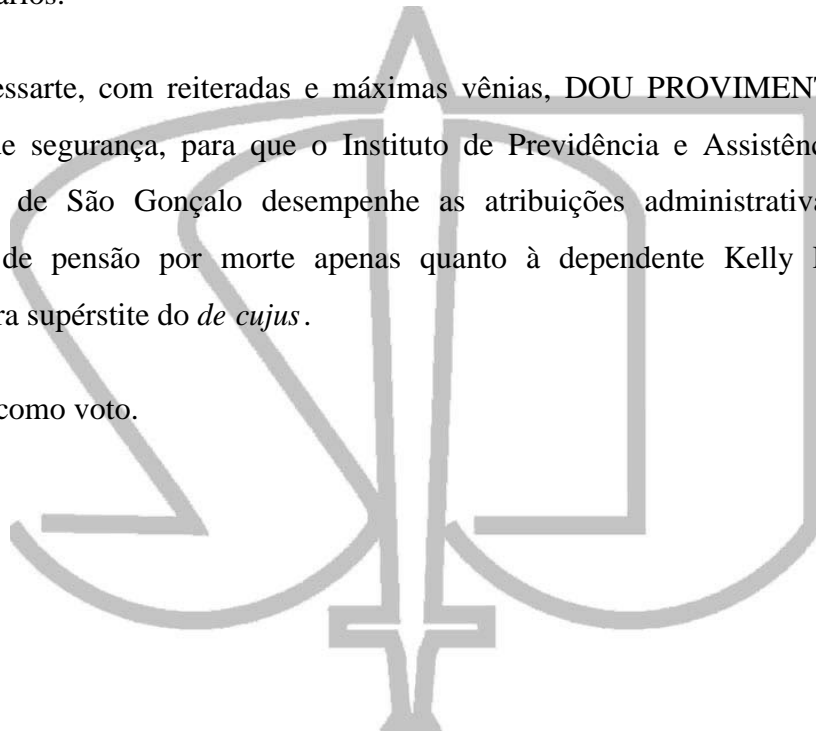 ários.
essarte, com reiteradas e máximas vênias, DOU PROVIMENT
e segurança, para que o Instituto de Previdência e Assistênc
de São Gonçalo desempenhe as atribuições administrativa
de pensão por morte apenas quanto à dependente Kelly
ra supérstite do de cujus.
como voto.